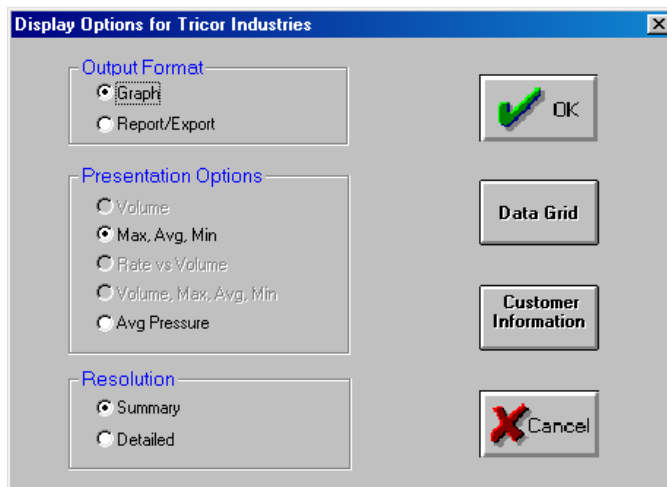 Display Options for Tricor Industries
Output Format
Graph
Report/Export
Presentation Options
Volume
Max, Avg, Min
Rate vs Volume
Volume, Max, Avg, Min
Avg Pressure
Resolution
Summary
Detailed
OK
Data Grid
Customer
Information
Cancel